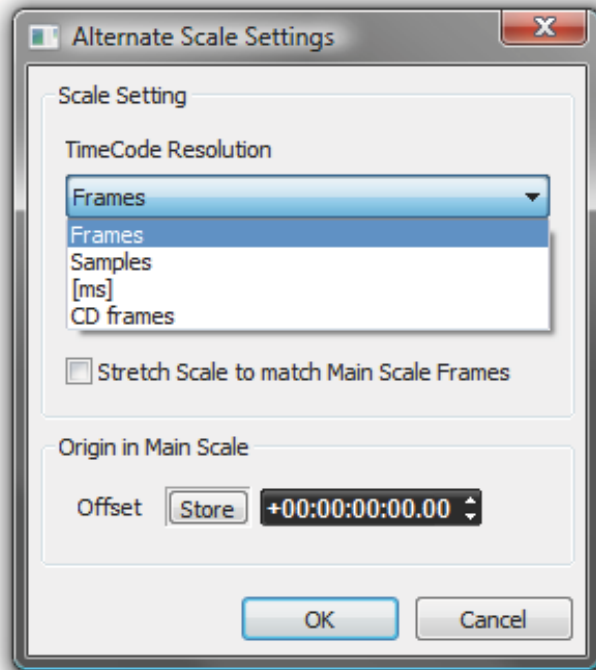 Alternate Scale Settings
Scale Setting
TimeCode Resolution
Frames
Frames
Samples
[ms]
CD frames
Stretch Scale to match Main Scale Frames
Origin in Main Scale
Offset Store +00:00:00:00.00
OK Cancel